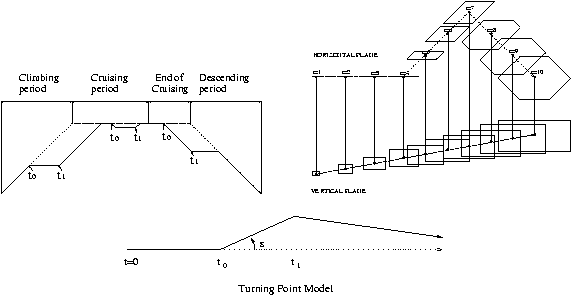 HORIZONTAL PLANE
Climbing period
Cruising period
End of Cruising
Descending period
t0 t1 t0 t1 t0 t1
VERTICAL PLANE
ε
t=0 t0 t1
Turning Point Model